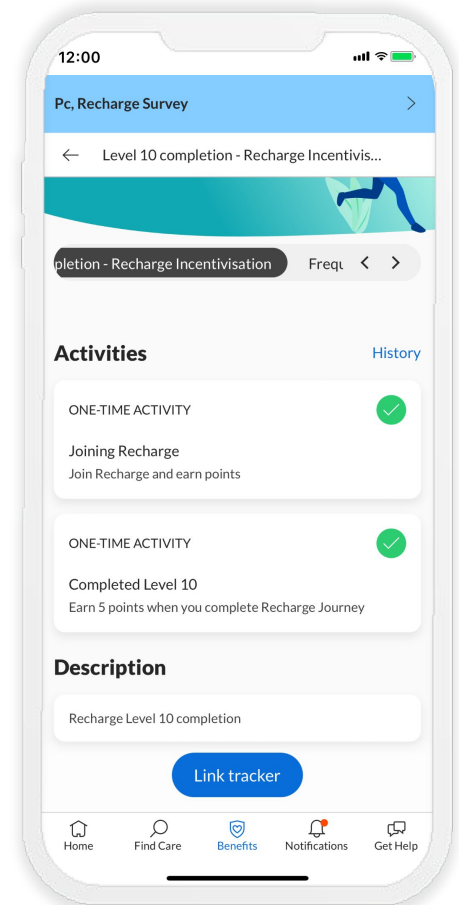 12:00
Pc, Recharge Survey
Level 10 completion - Recharge Incentivis...
pletion - Recharge Incentivisation
Frequ
Activities
History
ONE-TIME ACTIVITY
Joining Recharge
Join Recharge and earn points
ONE-TIME ACTIVITY
Completed Level 10
Earn 5 points when you complete Recharge Journey
Description
Recharge Level 10 completion
Link tracker
Home
Find Care
Benefits
Notifications
Get Help